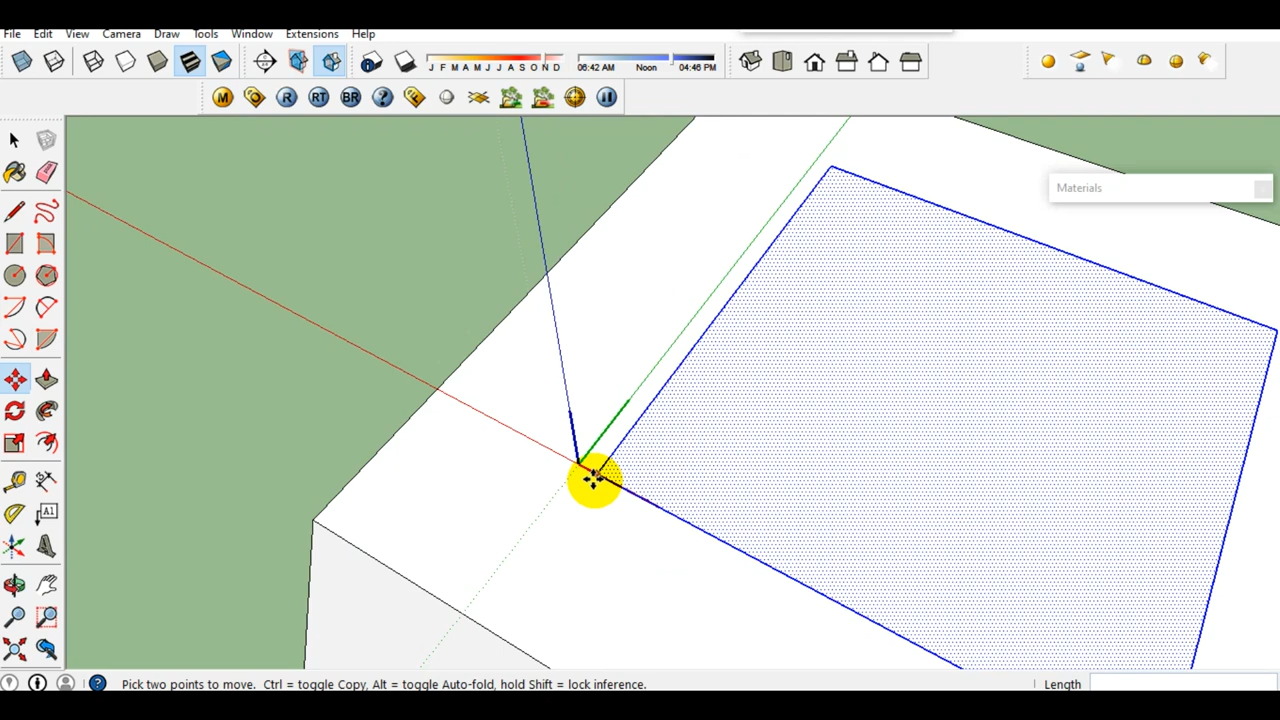 File Edit View Camera Draw Tools Window Extensions Help
J F M A M J J A S O N D 06:42 AM Noon 04:46 PM
M R RT BR ?
Materials
A1
Pick two points to move. Ctrl = toggle Copy, Alt = toggle Auto-fold, hold Shift = lock inference. Length